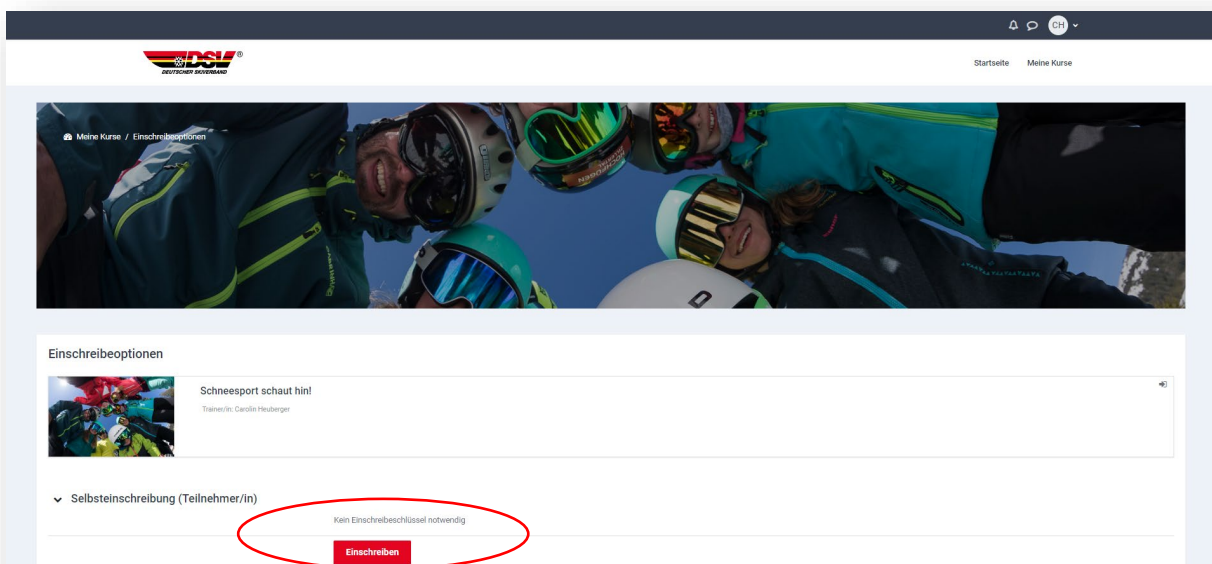 CH
DSV®
DEUTSCHER SKIVERBAND
Startseite Meine Kurse
Meine Kurse / Einschreibeoptionen
Einschreibeoptionen
Schneesport schaut hin!
Trainer/in: Carolin Heuberger
Selbsteinschreibung (Teilnehmer/in)
Kein Einschreibeschlüssel notwendig
Einschreiben